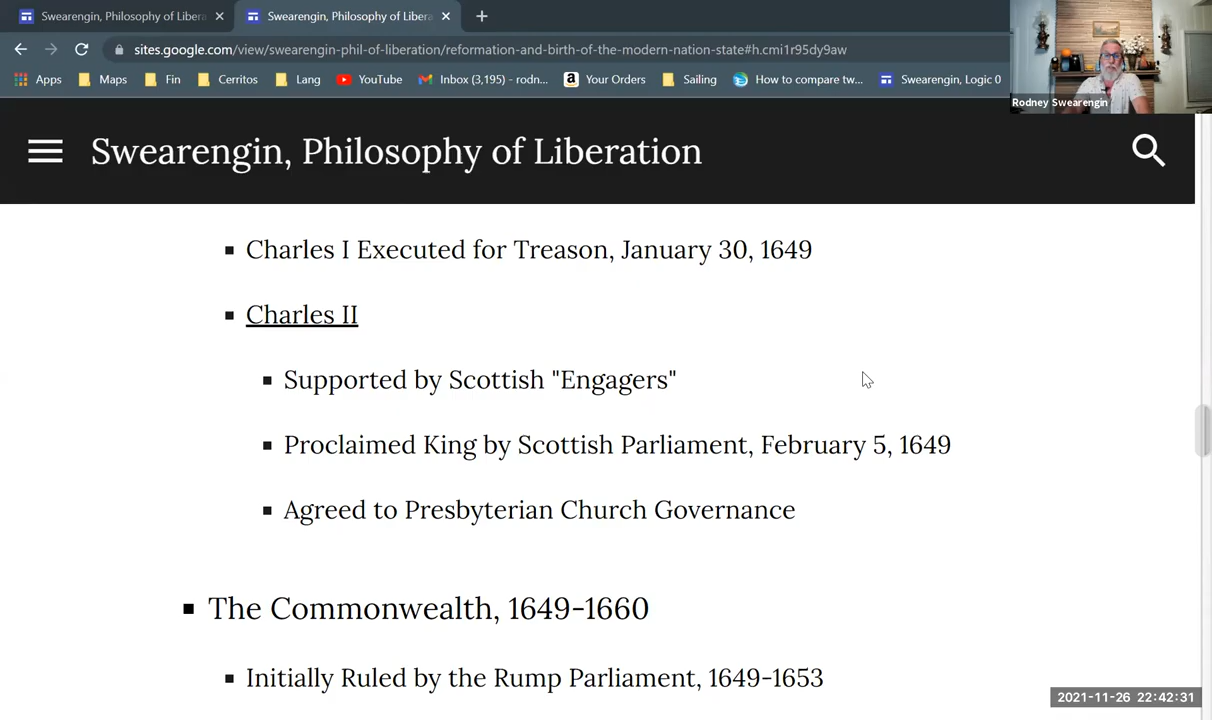 Swearengin, Philosophy of Libera
Swearengin, Philosophy of Libera
sites.google.com/view/swearengin-phil-of-liberation/reformation-and-birth-of-the-modern-nation-state#h.cmi1r95dy9aw
Apps Maps Fin Cerritos Lang YouTube Inbox (3,195) - rodn... Your Orders Sailing How to compare tw... Swearengin, Logic 0
Rodney Swearengin
Swearengin, Philosophy of Liberation
Charles I Executed for Treason, January 30, 1649
Charles II
Supported by Scottish "Engagers"
Proclaimed King by Scottish Parliament, February 5, 1649
Agreed to Presbyterian Church Governance
The Commonwealth, 1649-1660
Initially Ruled by the Rump Parliament, 1649-1653
2021-11-26 22:42:31